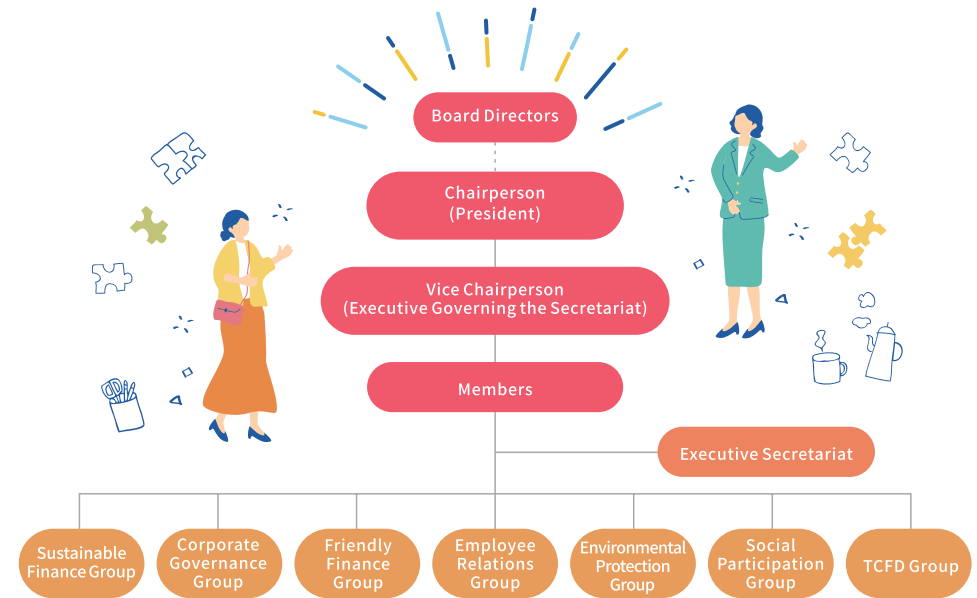 Board Directors
Chairperson
(President)
Vice Chairperson
(Executive Governing the Secretariat)
Members
Executive Secretariat
Sustainable
Finance Group
Corporate
Governance
Group
Friendly
Finance
Group
Employee
Relations
Group
Environmental
Protection
Group
Social
Participation
Group
TCFD Group